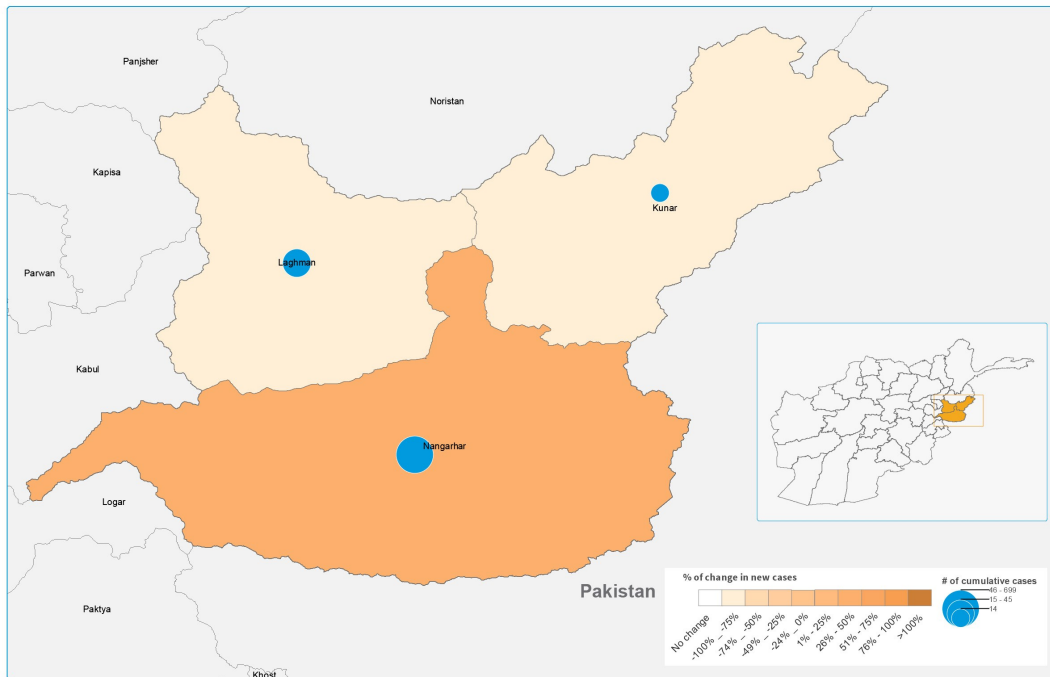 Panjsher
Noristan
Kapisa
Kunar
Laghman
Parwan
Kabul
Nangarhar
Logar
Pakistan
Paktya
Khost
% of change in new cases
No change
-100% – -75%
-74% – -50%
-49% – -25%
-24% – 0%
1% - 25%
26% - 50%
51% - 75%
76% - 100%
>100%
# of cumulative cases
46 - 699
15 - 45
14